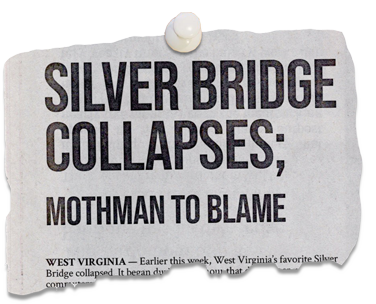 SILVER BRIDGE
COLLAPSES;
MOTHMAN TO BLAME
WEST VIRGINIA — Earlier this week, West Virginia's favorite Silver
Bridge collapsed. It began